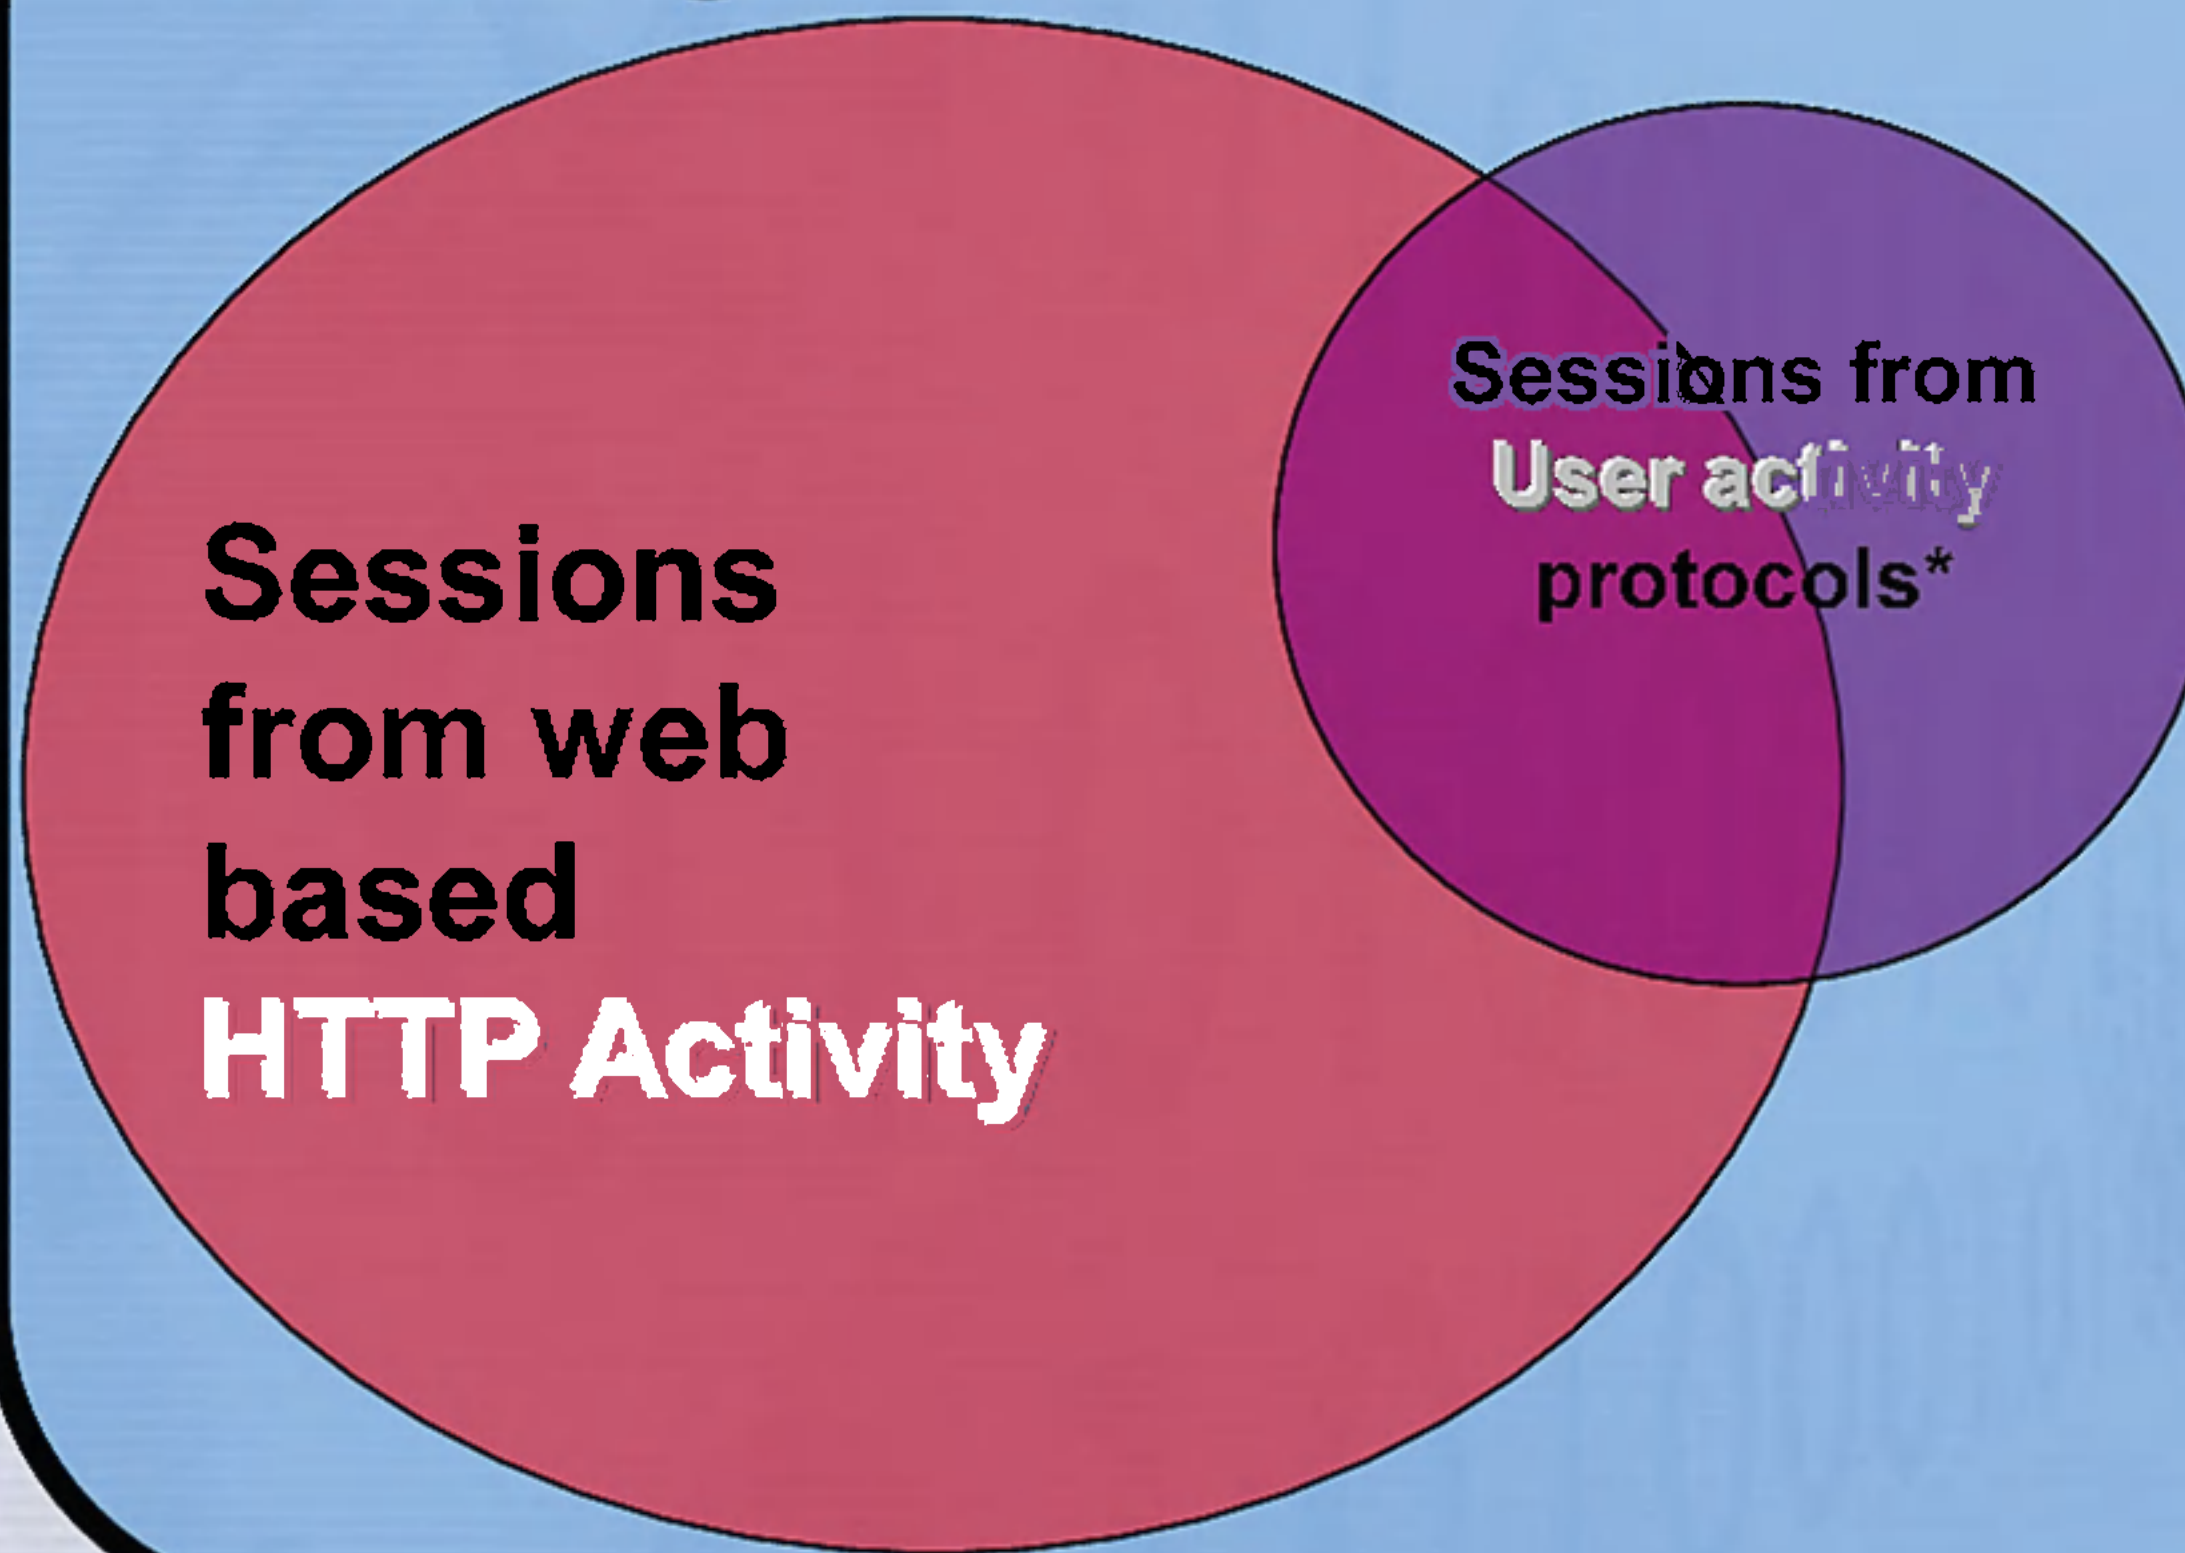 Sessions
from web
based
HTTP Activity
Sessions from
User activity
protocols*